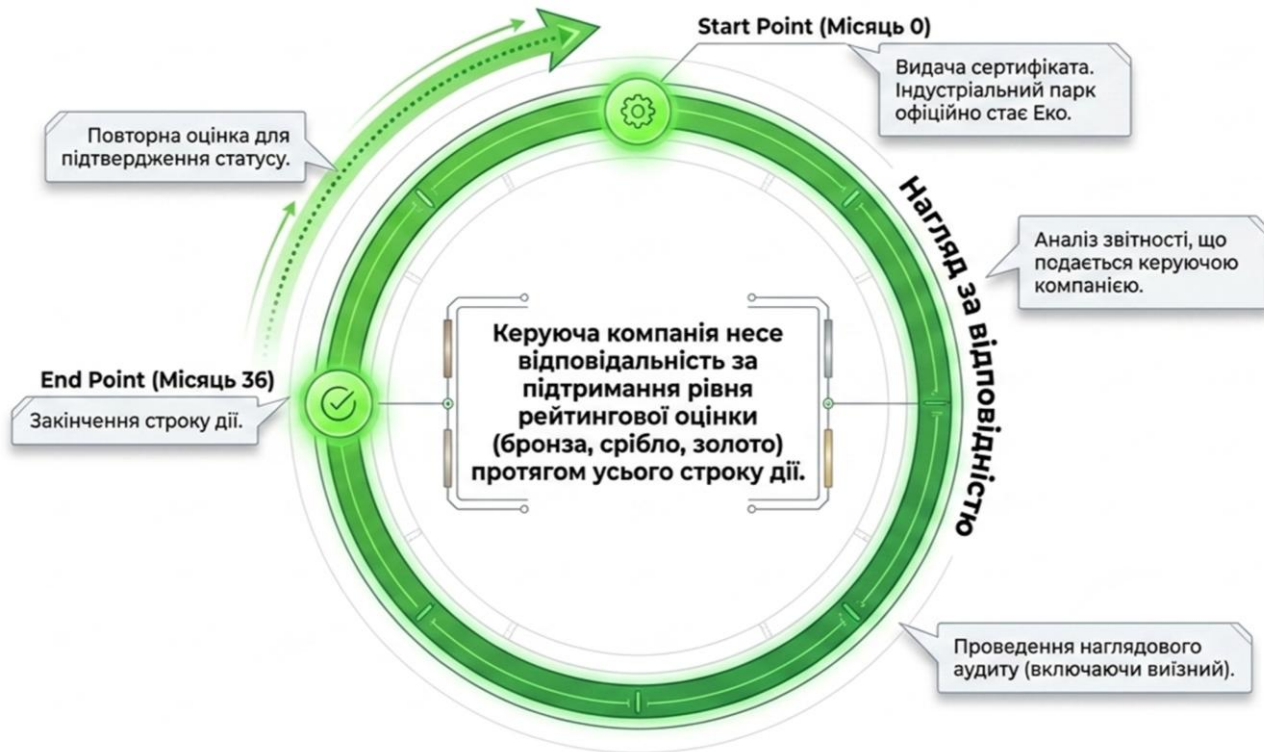 Start Point (Місяць 0)
Видача сертифіката.
Індустріальний парк
офіційно стає Еко.
Повторна оцінка для
підтвердження статусу.
Нагляд за відповідністю
Аналіз звітності, що
подається керуючою
компанією.
Керуюча компанія несе
відповідальність за
підтримання рівня
рейтингової оцінки
(бронза, срібло, золото)
протягом усього строку дії.
End Point (Місяць 36)
Закінчення строку дії.
Проведення наглядового
аудиту (включаючи виїзний).